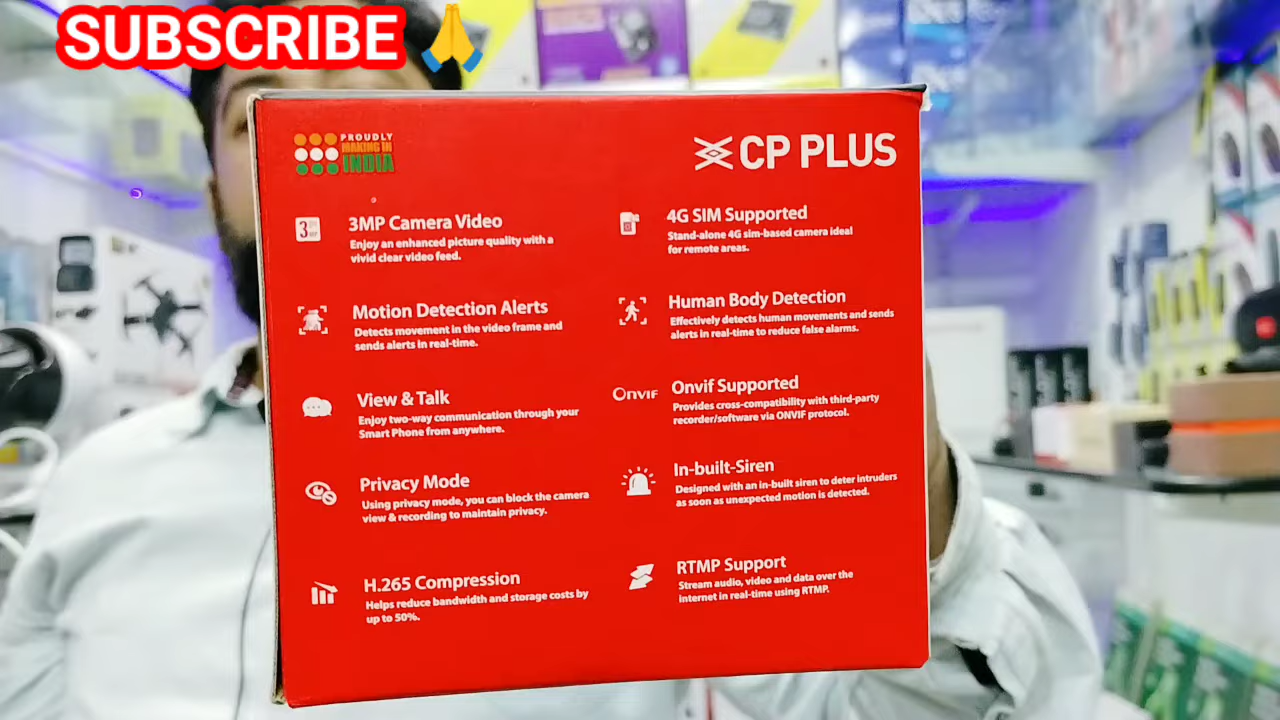 SUBSCRIBE 🙏
PROUDLY
MAKING IN
INDIA
CP PLUS
3MP Camera Video
Enjoy an enhanced picture quality with a
vivid clear video feed.
4G SIM Supported
Stand-alone 4G sim-based camera ideal
for remote areas.
Motion Detection Alerts
Detects movement in the video frame and
sends alerts in real-time.
Human Body Detection
Effectively detects human movements and sends
alerts in real-time to reduce false alarms.
View & Talk
Enjoy two-way communication through your
Smart Phone from anywhere.
ONVIF
Onvif Supported
Provides cross-compatibility with third-party
recorder/software via ONVIF protocol.
Privacy Mode
Using privacy mode, you can block the camera
view & recording to maintain privacy.
In-built-Siren
Designed with an in-built siren to deter intruders
as soon as unexpected motion is detected.
H.265 Compression
Helps reduce bandwidth and storage costs by
up to 50%.
RTMP Support
Stream audio, video and data over the
internet in real-time using RTMP.